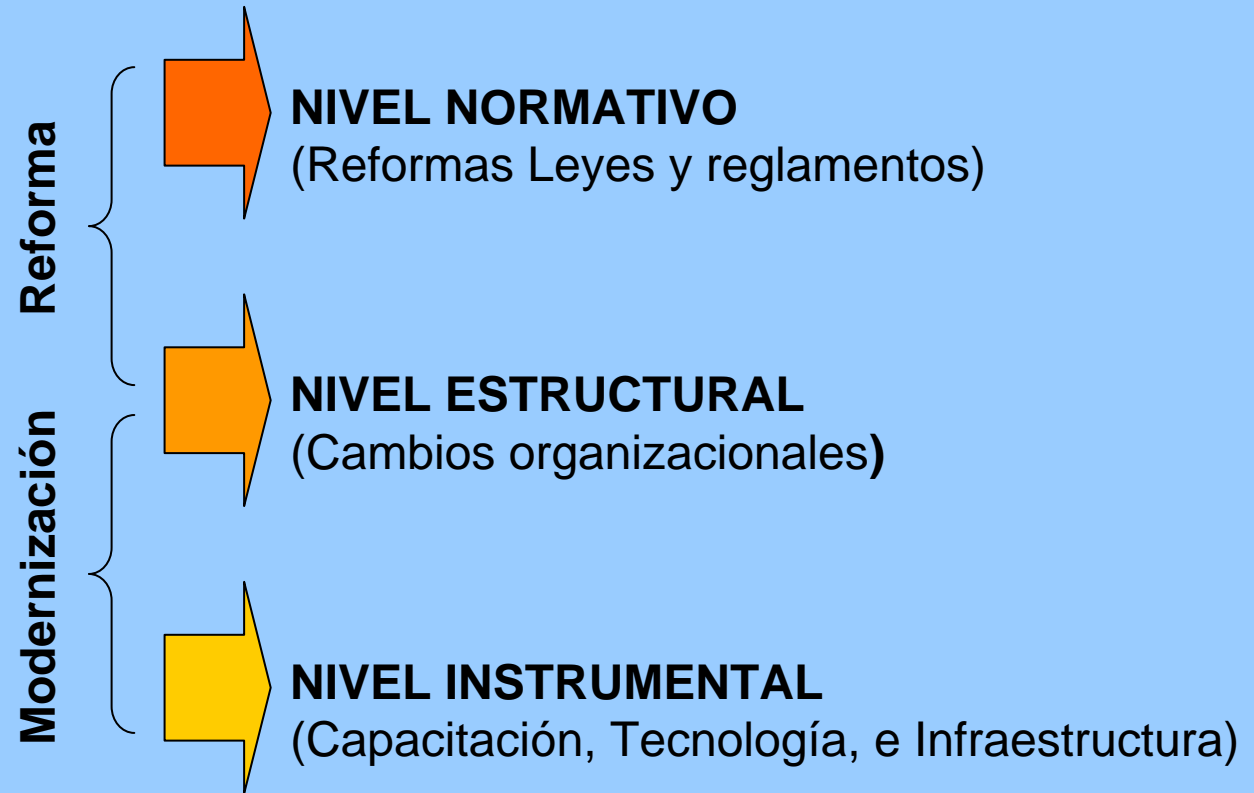 Reforma
NIVEL NORMATIVO
(Reformas Leyes y reglamentos)
NIVEL ESTRUCTURAL
(Cambios organizacionales)
Modernización
NIVEL INSTRUMENTAL
(Capacitación, Tecnología, e Infraestructura)